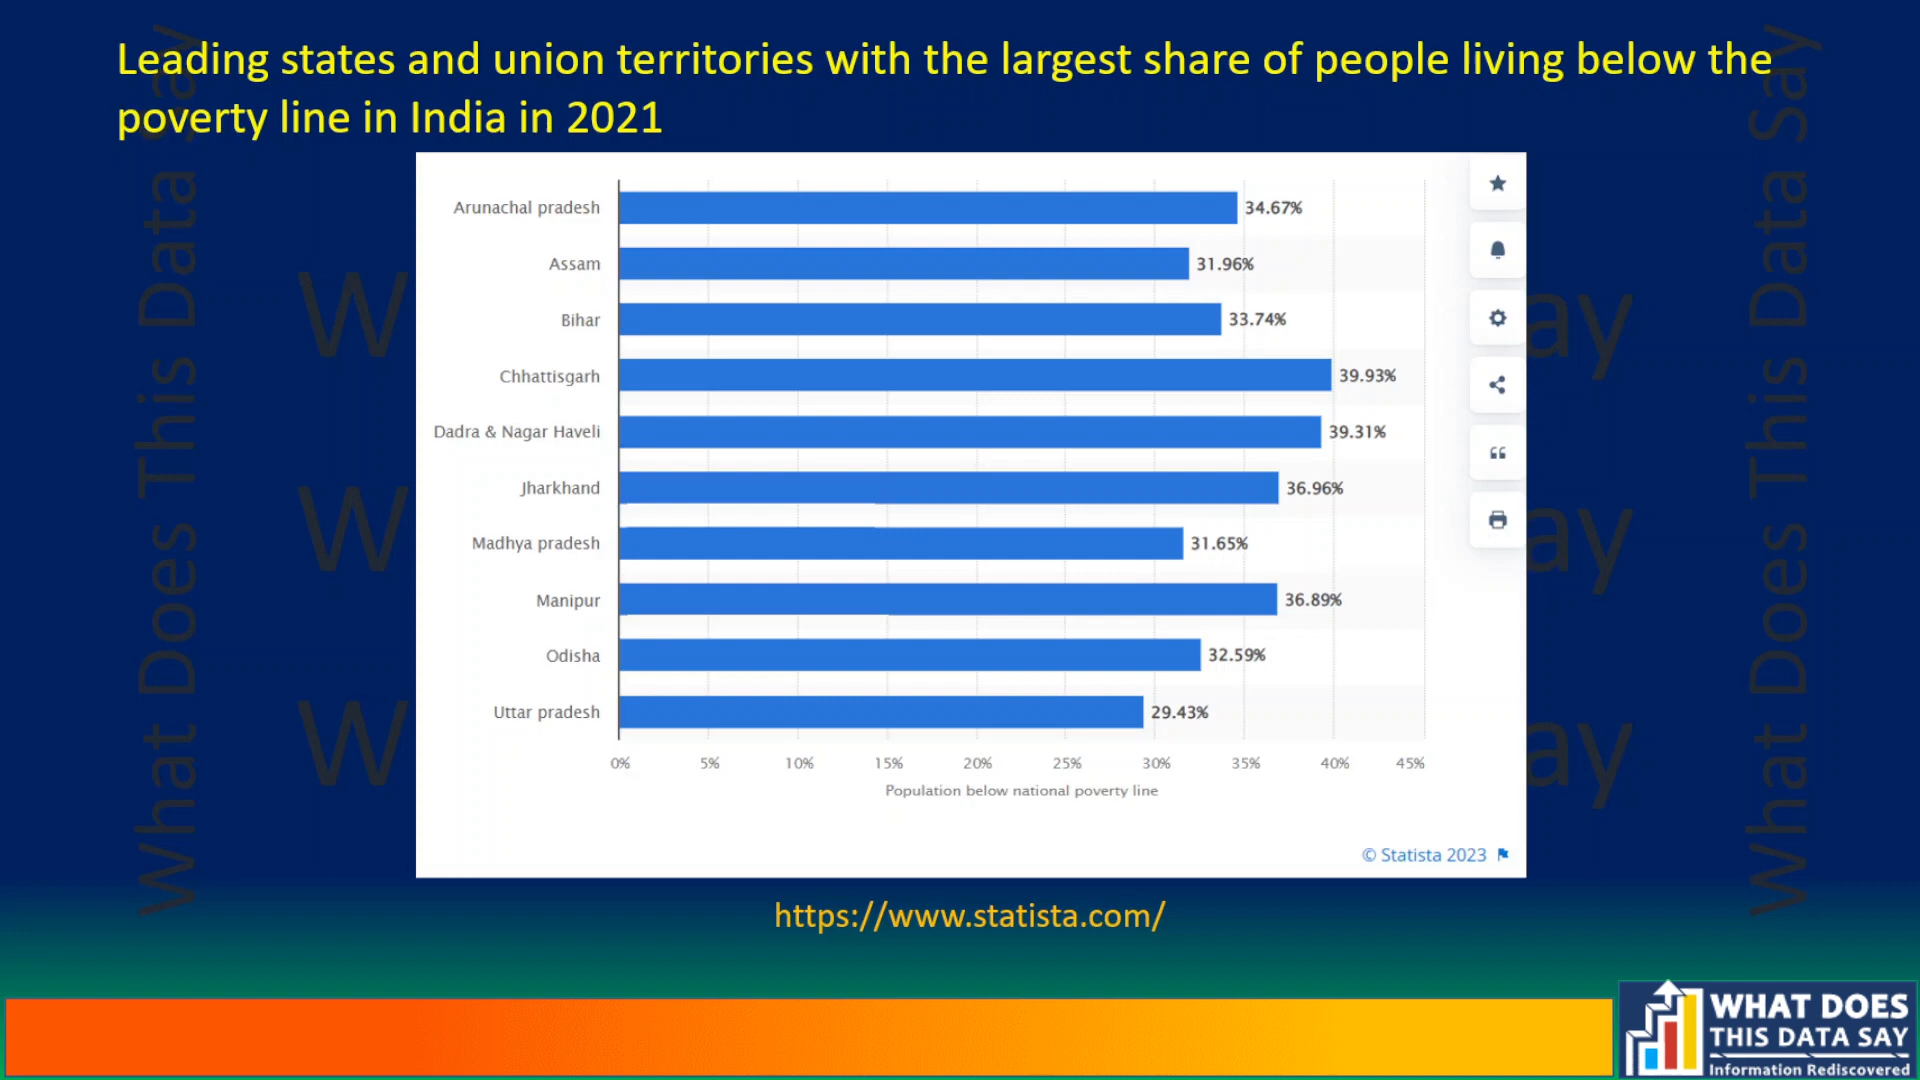 Leading states and union territories with the largest share of people living below the
poverty line in India in 2021
Arunachal pradesh 34.67%
Assam 31.96%
Bihar 33.74%
Chhattisgarh 39.93%
Dadra & Nagar Haveli 39.31%
Jharkhand 36.96%
Madhya pradesh 31.65%
Manipur 36.89%
Odisha 32.59%
Uttar pradesh 29.43%
0% 5% 10% 15% 20% 25% 30% 35% 40% 45%
Population below national poverty line
© Statista 2023
https://www.statista.com/
What Does This Data Say
What Does This Data Say
W ay
W ay
W ay
WHAT DOES
THIS DATA SAY
Information Rediscovered